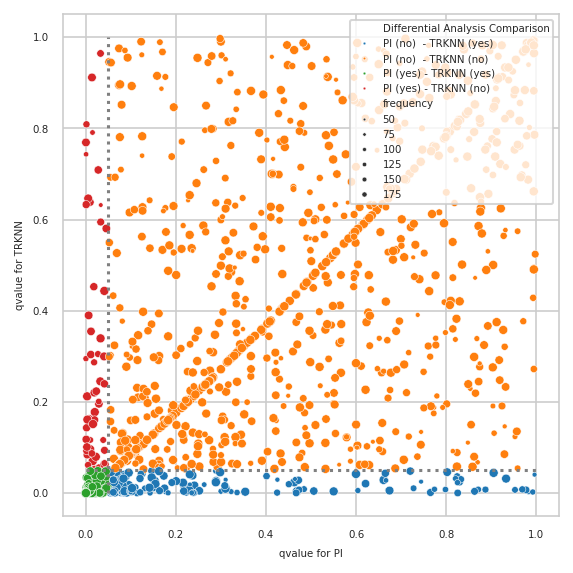 Differential Analysis Comparison
PI (no) - TRKNN (yes)
PI (no) - TRKNN (no)
PI (yes) - TRKNN (yes)
PI (yes) - TRKNN (no)
frequency
50
75
100
125
150
175
1.0
0.8
0.6
0.4
0.2
0.0
qvalue for TRKNN
0.0 0.2 0.4 0.6 0.8 1.0
qvalue for PI